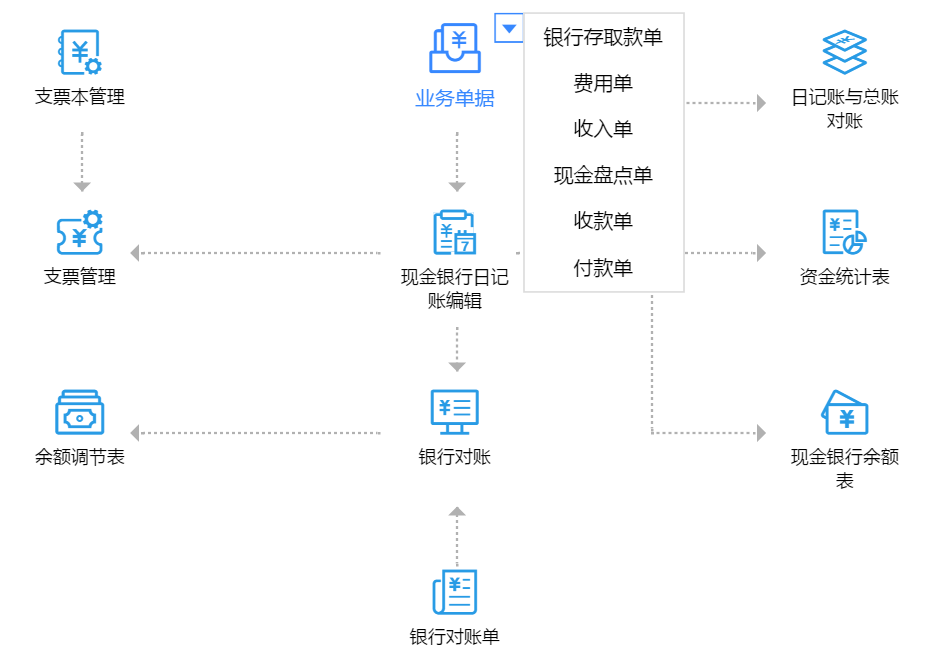 支票本管理
业务单据
银行存取款单
费用单
收入单
现金盘点单
收款单
付款单
日记账与总账
对账
支票管理
现金银行日记
账编辑
资金统计表
余额调节表
银行对账
现金银行余额
表
银行对账单